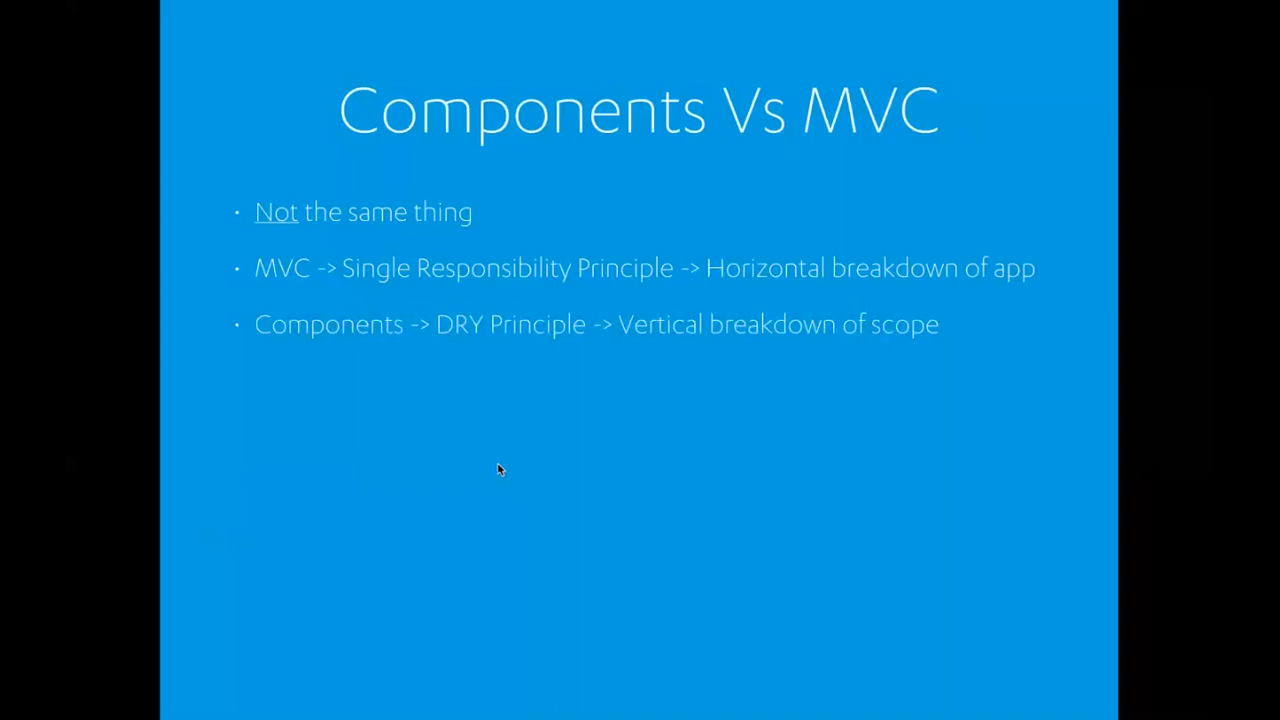 Components Vs MVC
• Not the same thing
• MVC -> Single Responsibility Principle -> Horizontal breakdown of app
• Components -> DRY Principle -> Vertical breakdown of scope